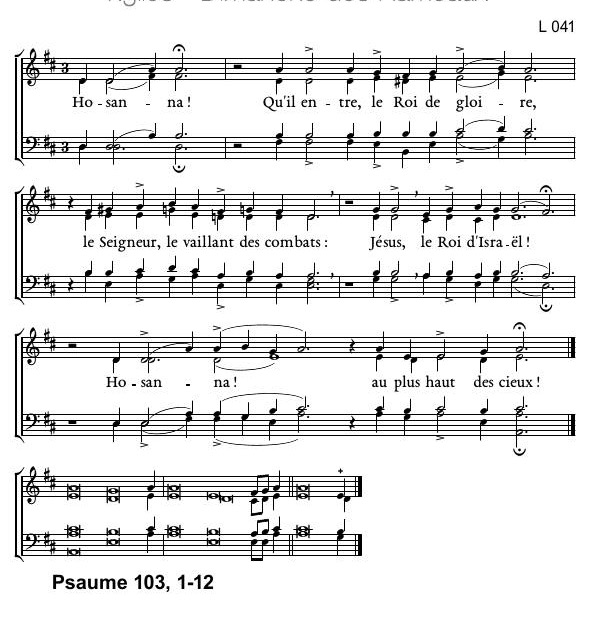 L 041
Ho - san - na ! Qu'il en - tre, le Roi de gloi - re,
le Seigneur, le vaillant des combats : Jésus, le Roi d'Isra - ël !
Ho - san - na ! au plus haut des cieux !
Psaume 103, 1-12